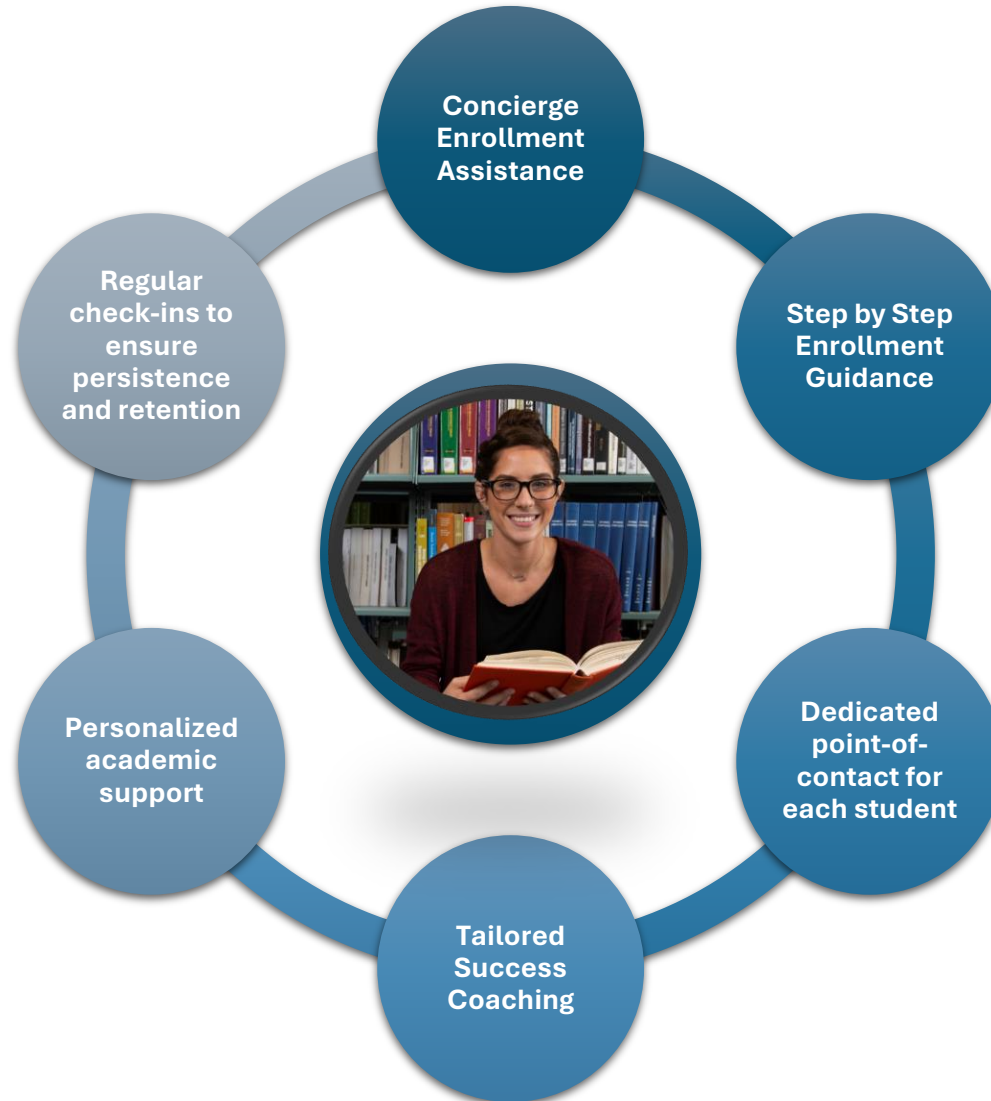 Concierge
Enrollment
Assistance
Step by Step
Enrollment
Guidance
Dedicated
point-of-
contact for
each student
Tailored
Success
Coaching
Personalized
academic
support
Regular
check-ins to
ensure
persistence
and retention